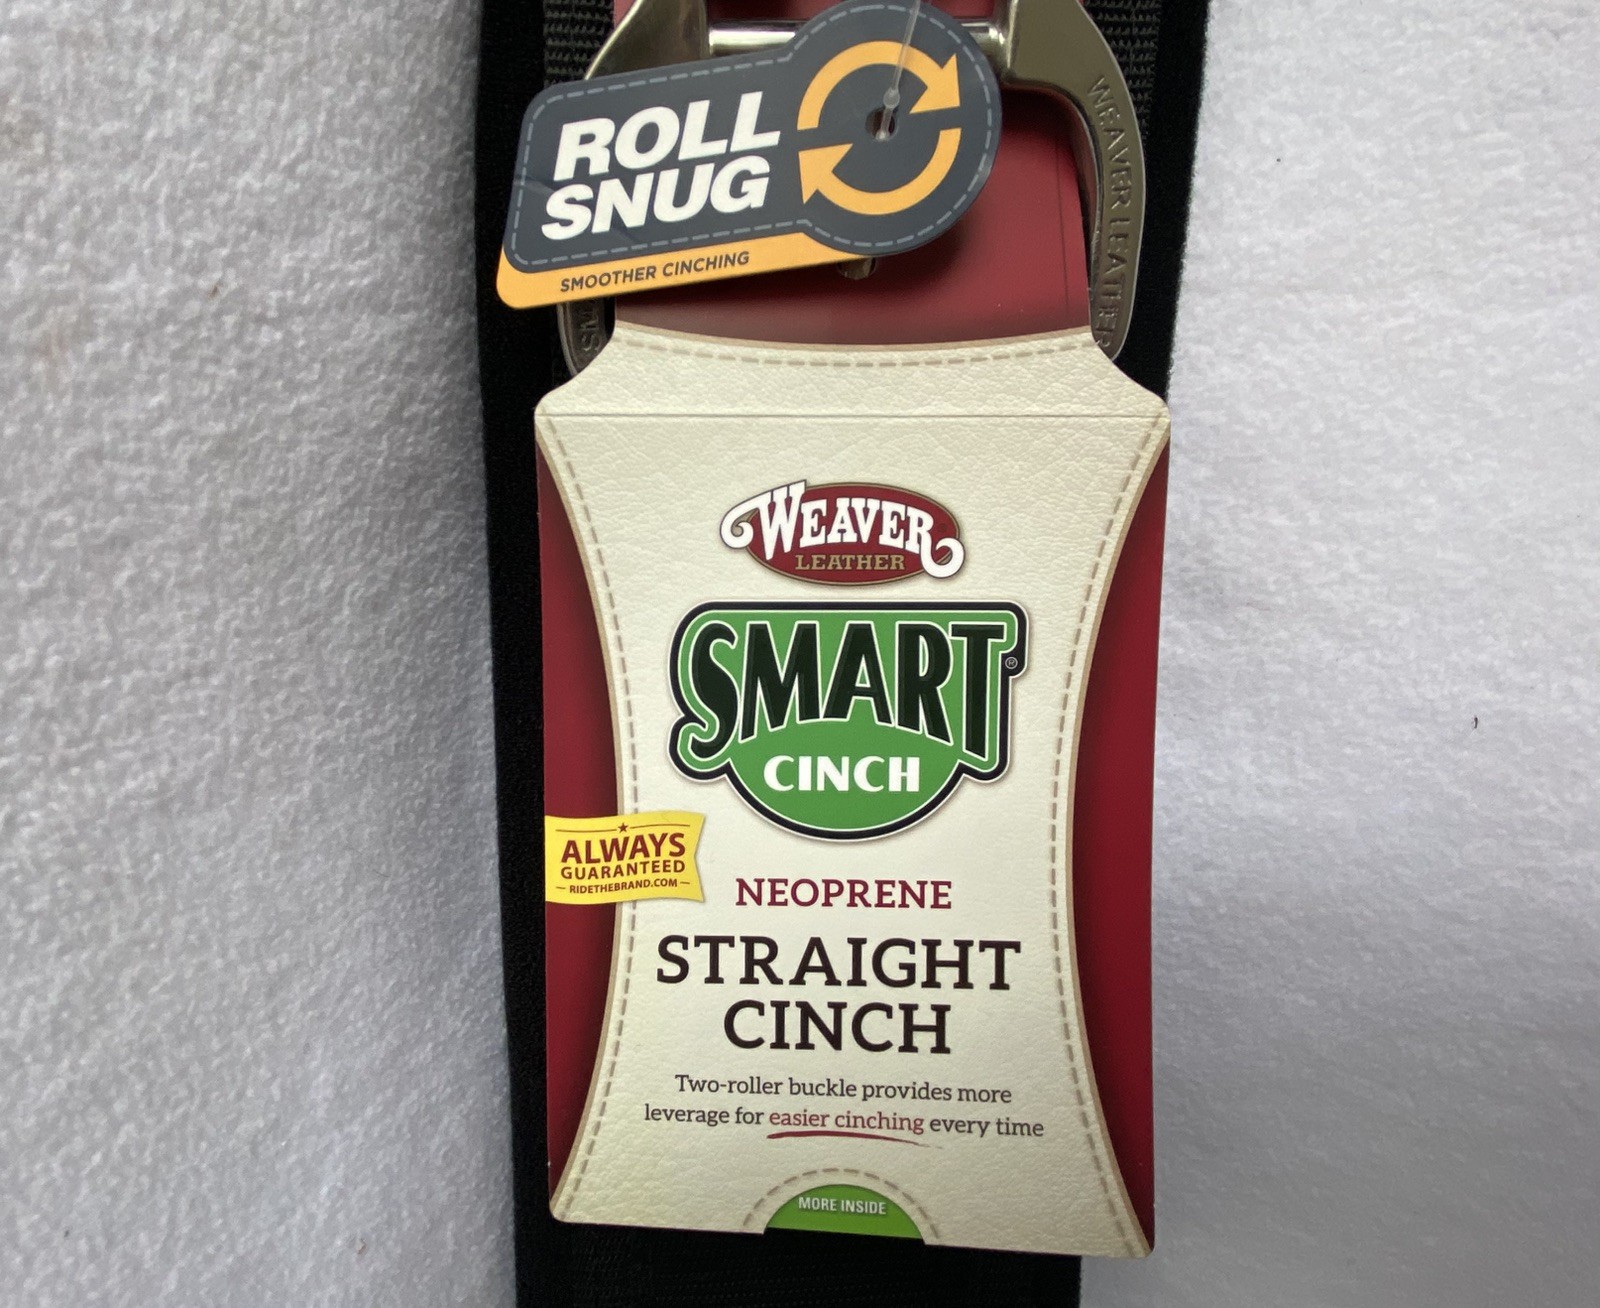 ROLL
SNUG
SMOOTHER CINCHING
WEAVER LEATHER
WEAVER
LEATHER
SMART®
CINCH
ALWAYS
GUARANTEED
RIDETHEBRAND.COM
NEOPRENE
STRAIGHT
CINCH
Two-roller buckle provides more
leverage for easier cinching every time
MORE INSIDE